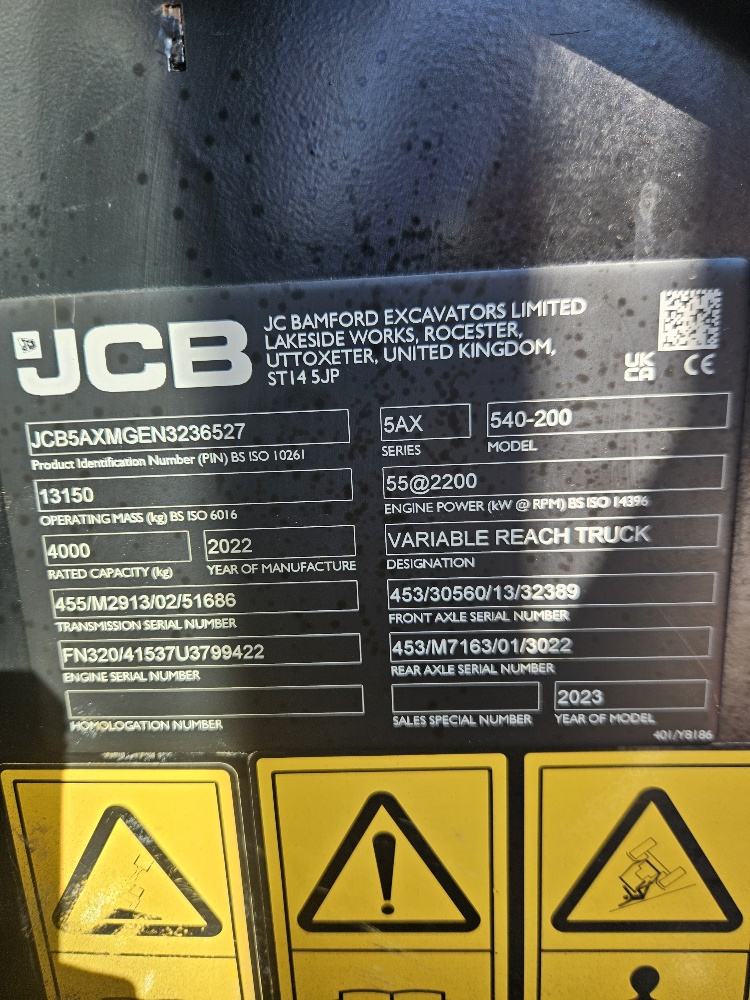 JCB
JC BAMFORD EXCAVATORS LIMITED
LAKESIDE WORKS, ROCESTER,
UTTOXETER, UNITED KINGDOM,
ST14 5JP
UK
CA
CE
JCB5AXMGEN3236527
Product Identification Number (PIN) BS ISO 10261
5AX
SERIES
540-200
MODEL
13150
OPERATING MASS (kg) BS ISO 6016
55@2200
ENGINE POWER (kW @ RPM) BS ISO 14396
4000
RATED CAPACITY (kg)
2022
YEAR OF MANUFACTURE
VARIABLE REACH TRUCK
DESIGNATION
455/M2913/02/51686
TRANSMISSION SERIAL NUMBER
453/30560/13/32389
FRONT AXLE SERIAL NUMBER
FN320/41537U3799422
ENGINE SERIAL NUMBER
453/M7163/01/3022
REAR AXLE SERIAL NUMBER
HOMOLOGATION NUMBER
SALES SPECIAL NUMBER
2023
YEAR OF MODEL
401/Y8186